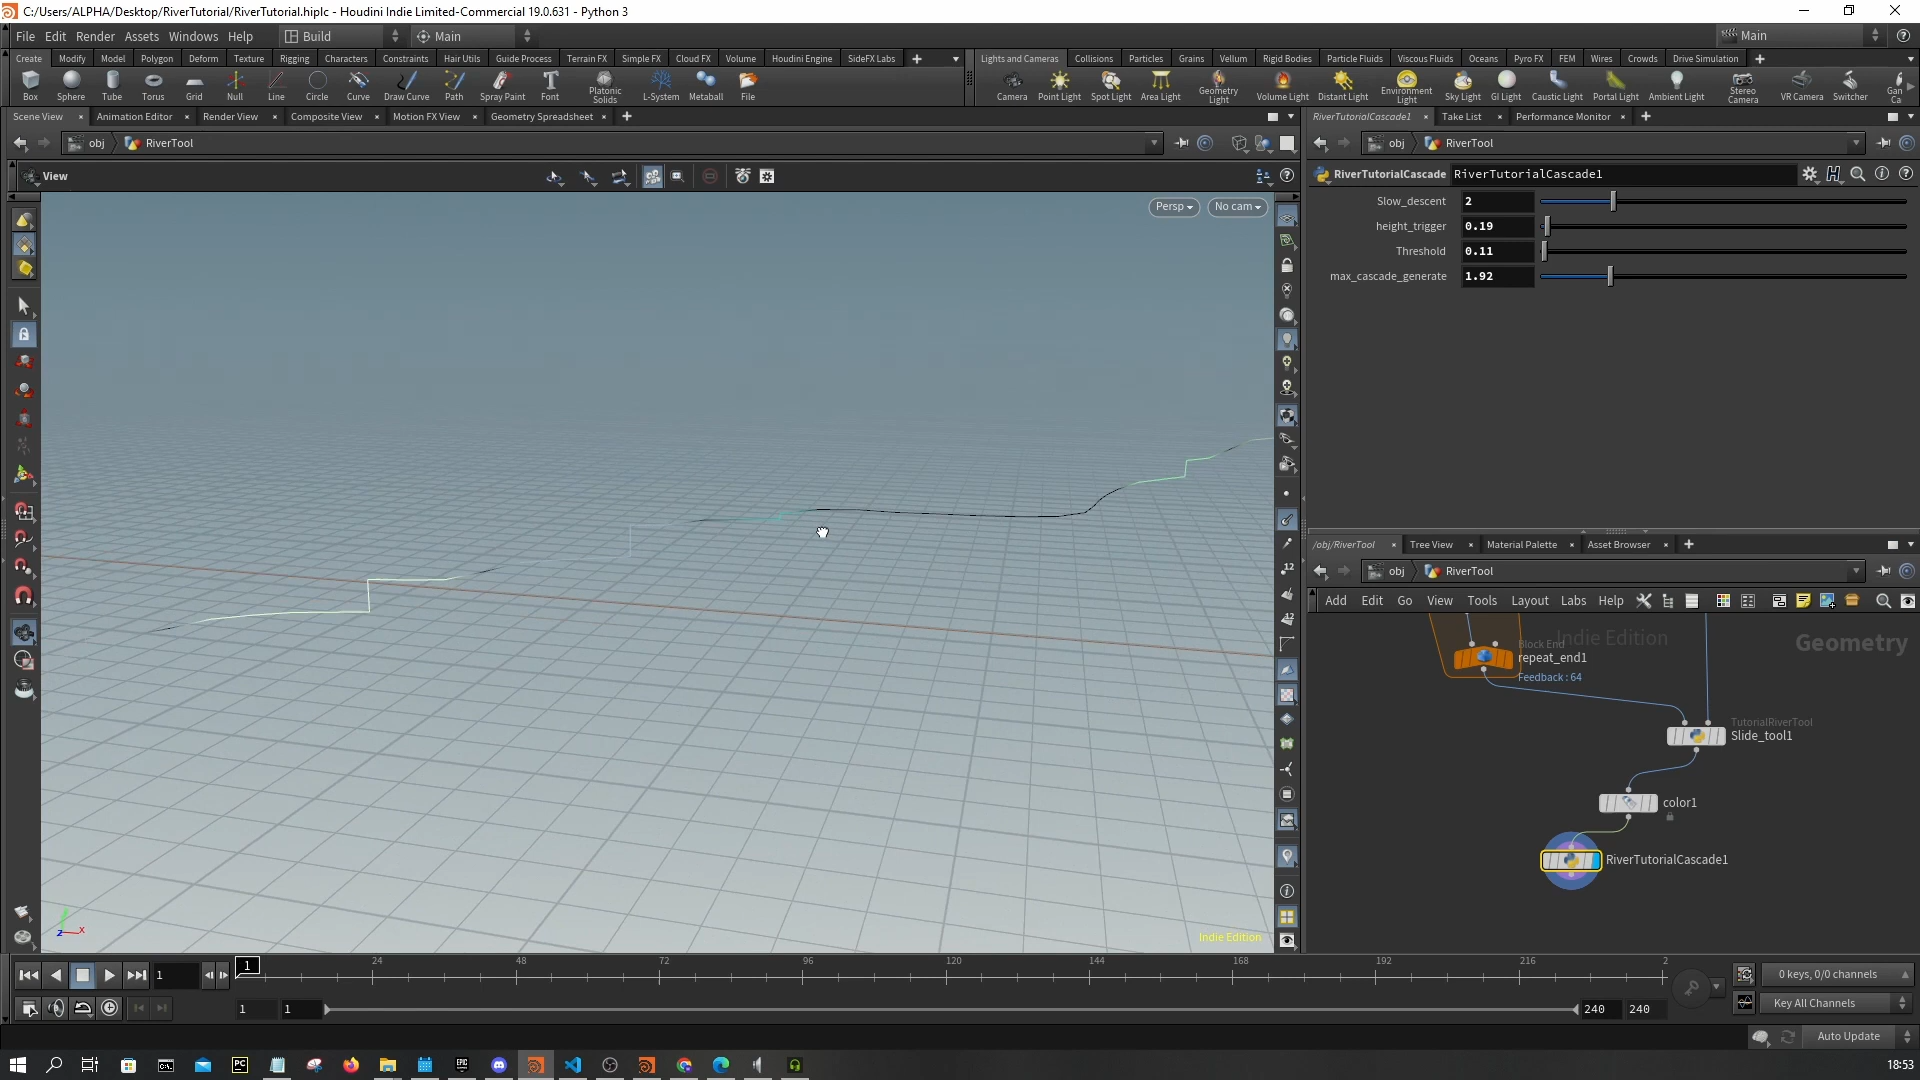 C:/Users/ALPHA/Desktop/RiverTutorial/RiverTutorial.hiplc - Houdini Indie Limited-Commercial 19.0.631 - Python 3
File Edit Render Assets Windows Help Build Main Main
Create Modify Model Polygon Deform Texture Rigging Characters Constraints Hair Utils Guide Process Terrain FX Simple FX Cloud FX Volume Houdini Engine SideFX Labs
Lights and Cameras Collisions Particles Grains Vellum Rigid Bodies Particle Fluids Viscous Fluids Oceans Pyro FX FEM Wires Crowds Drive Simulation
Box Sphere Tube Torus Grid Null Line Circle Curve Draw Curve Path Spray Paint Font Platonic Solids L-System Metaball File
Camera Point Light Spot Light Area Light Geometry Light Volume Light Distant Light Environment Light Sky Light GI Light Caustic Light Portal Light Ambient Light Stereo Camera VR Camera Switcher Gan Ca
Scene View Animation Editor Render View Composite View Motion FX View Geometry Spreadsheet
RiverTutorialCascade1 Take List Performance Monitor
obj RiverTool
obj RiverTool
View
RiverTutorialCascade RiverTutorialCascade1
Persp No cam
Slow_descent 2
height_trigger 0.19
Threshold 0.11
max_cascade_generate 1.92
/obj/RiverTool Tree View Material Palette Asset Browser
obj RiverTool
Add Edit Go View Tools Layout Labs Help
Indie Edition
Geometry
Block End
repeat_end1
Feedback : 64
TutorialRiverTool
Slide_tool1
color1
RiverTutorialCascade1
Indie Edition
1 1 24 48 72 96 120 144 168 192 216 2
0 keys, 0/0 channels
1 1 240 240
Key All Channels
Auto Update
18:53